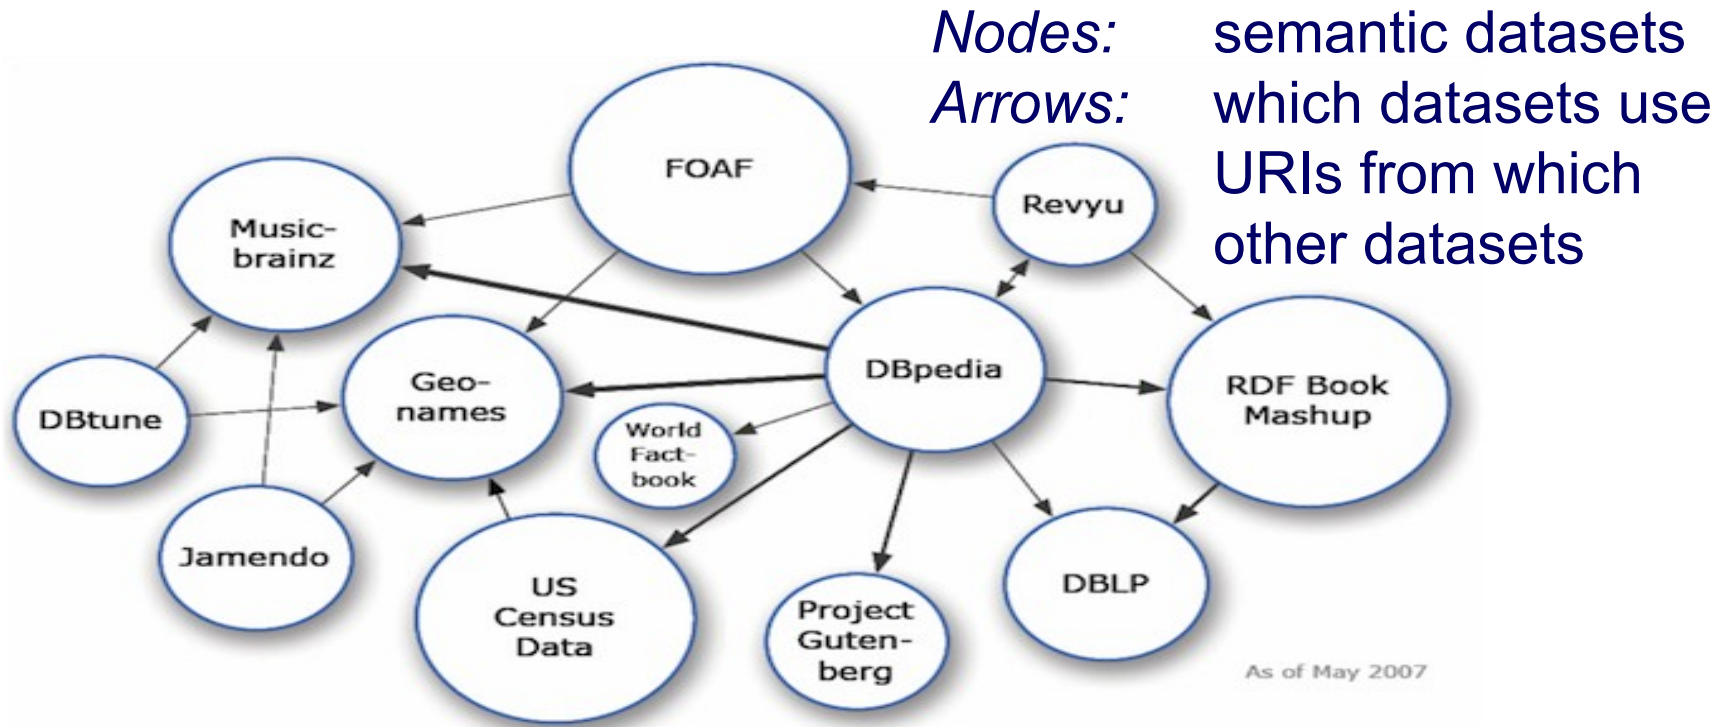 Nodes: semantic datasets
Arrows: which datasets use
URIs from which
other datasets
FOAF
Revyu
Music-
brainz
DBpedia
Geo-
names
RDF Book
Mashup
DBtune
World
Fact-
book
Jamendo
US
Census
Data
Project
Guten-
berg
DBLP
As of May 2007